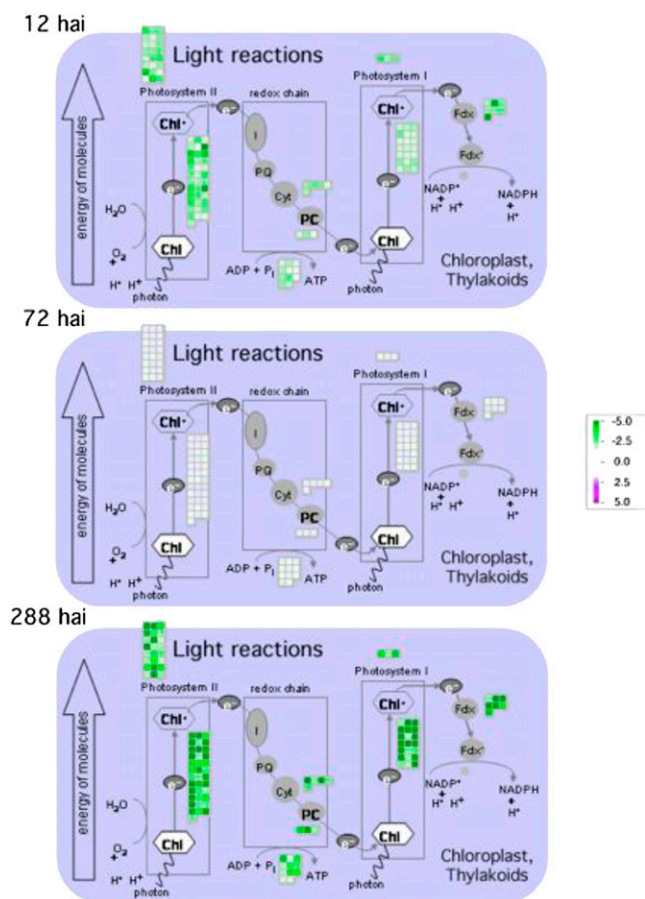 12 hai
Light reactions
Photosystem II
redox chain
Photosystem I
energy of molecules
Chl*
e-
e-
I
PQ
Cyt
PC
e-
Chl*
e-
e-
Fdx
Fdx-
NADP+
+
H+ H+
NADPH
+
H+
H₂O
O₂
+
H+ H+
Chl
photon
ADP + Pi
ATP
Chl
Chloroplast,
Thylakoids
72 hai
Light reactions
Photosystem II
redox chain
Photosystem I
energy of molecules
Chl*
e-
e-
I
PQ
Cyt
PC
e-
Chl*
e-
e-
Fdx
Fdx-
NADP+
+
H+ H+
NADPH
+
H+
H₂O
O₂
+
H+ H+
Chl
photon
ADP + Pi
ATP
Chl
Chloroplast,
Thylakoids
-5.0
-2.5
0.0
2.5
5.0
288 hai
Light reactions
Photosystem II
redox chain
Photosystem I
energy of molecules
Chl*
e-
e-
I
PQ
Cyt
PC
e-
Chl*
e-
e-
Fdx
Fdx-
NADP+
+
H+ H+
NADPH
+
H+
H₂O
O₂
+
H+ H+
Chl
photon
ADP + Pi
ATP
Chl
Chloroplast,
Thylakoids